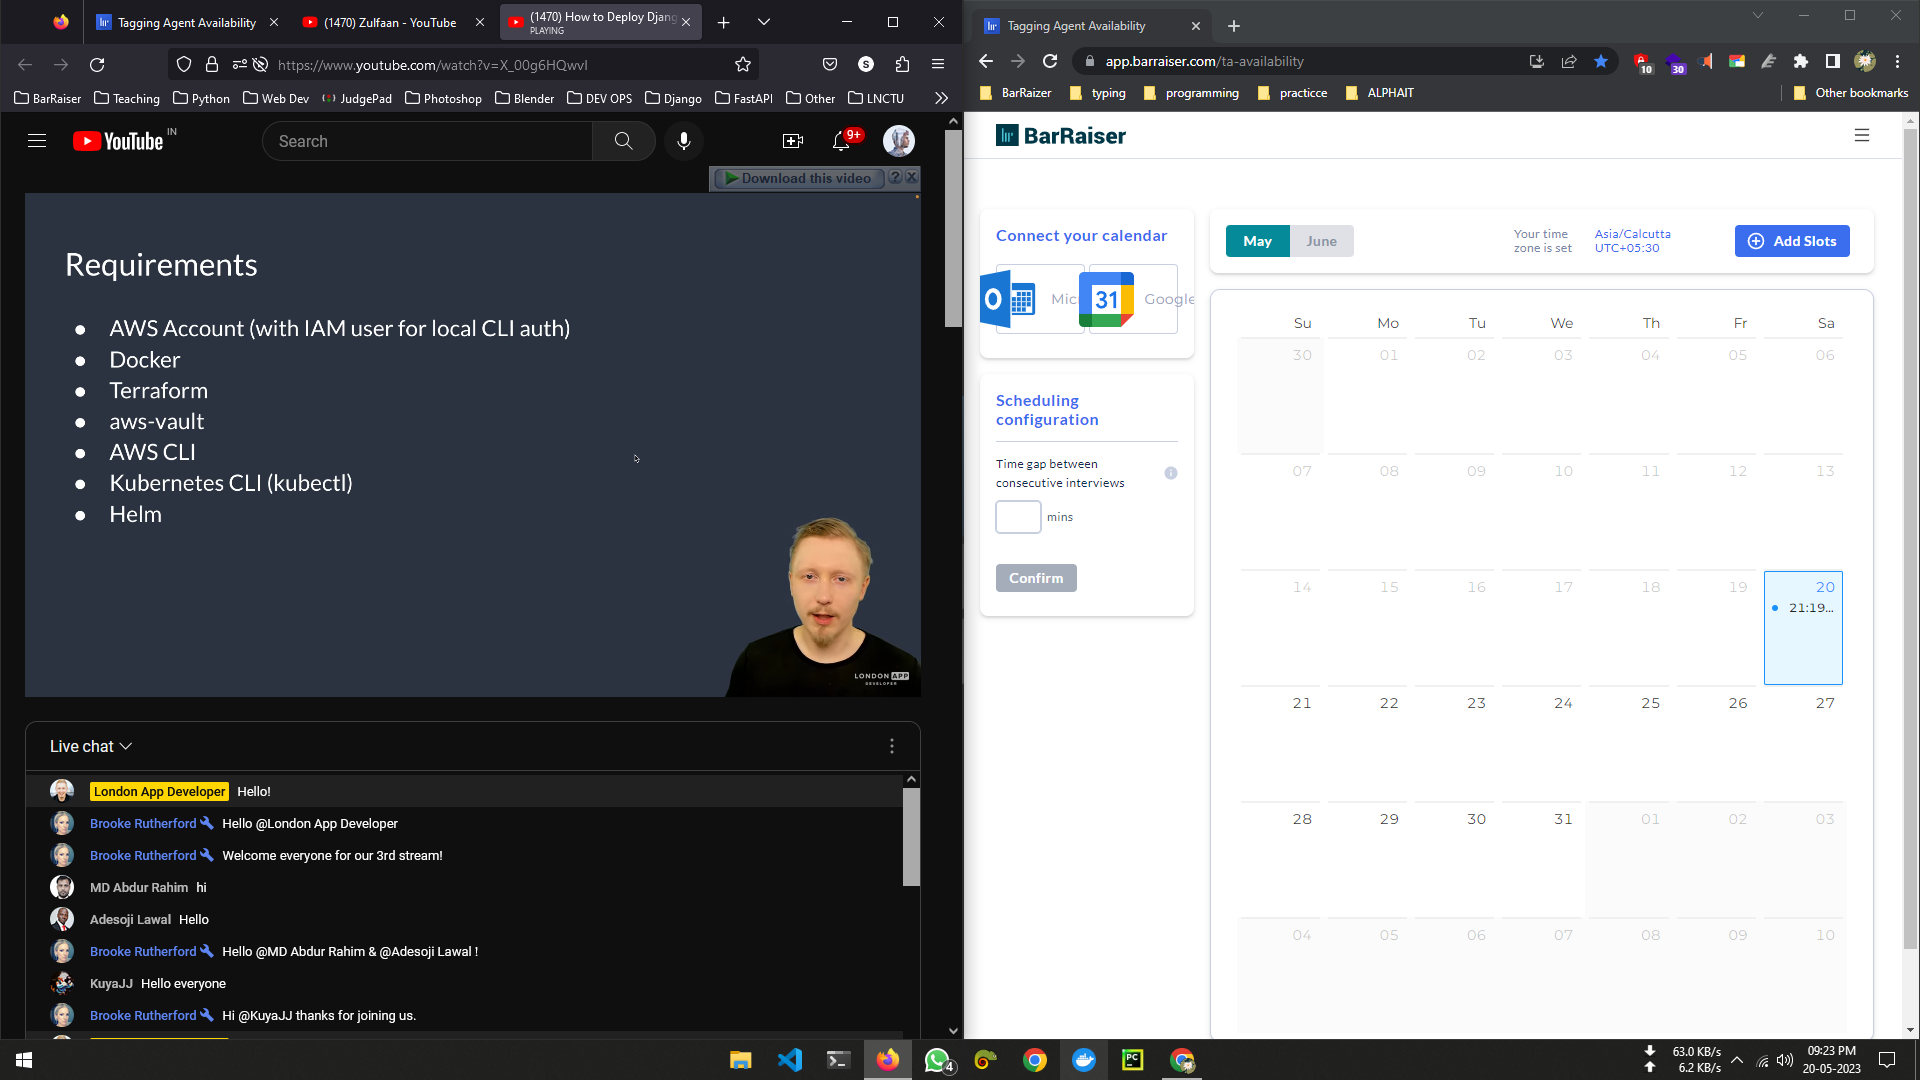 Tagging Agent Availability
(1470) Zulfaan - YouTube
(1470) How to Deploy Djang
PLAYING
https://www.youtube.com/watch?v=X_00g6HQwvI
BarRaiser
Teaching
Python
Web Dev
JudgePad
Photoshop
Blender
DEV OPS
Django
FastAPI
Other
LNCTU
YouTube IN
Search
9+
Download this video
Requirements
AWS Account (with IAM user for local CLI auth)
Docker
Terraform
aws-vault
AWS CLI
Kubernetes CLI (kubectl)
Helm
LONDON APP
DEVELOPER
Live chat
London App Developer Hello!
Brooke Rutherford Hello @London App Developer
Brooke Rutherford Welcome everyone for our 3rd stream!
MD Abdur Rahim hi
Adesoji Lawal Hello
Brooke Rutherford Hello @MD Abdur Rahim & @Adesoji Lawal !
KuyaJJ Hello everyone
Brooke Rutherford Hi @KuyaJJ thanks for joining us.
Tagging Agent Availability
app.barraiser.com/ta-availability
10
30
BarRaizer
typing
programming
practicce
ALPHAIT
Other bookmarks
BarRaiser
Connect your calendar
Mic
31 Google
Scheduling
configuration
Time gap between
consecutive interviews
mins
Confirm
May June
Your time
zone is set
Asia/Calcutta
UTC+05:30
Add Slots
Su Mo Tu We Th Fr Sa
30 01 02 03 04 05 06
07 08 09 10 11 12 13
14 15 16 17 18 19 20
21:19...
21 22 23 24 25 26 27
28 29 30 31 01 02 03
04 05 06 07 08 09 10
4
PC
63.0 KB/s
6.2 KB/s
09:23 PM
20-05-2023